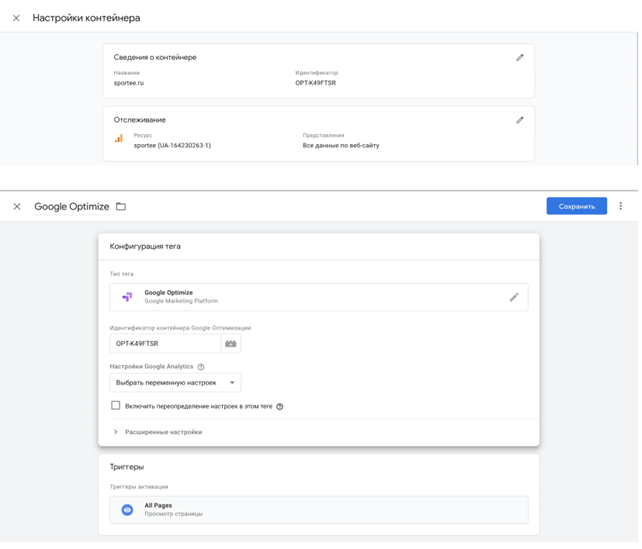 Настройки контейнера
Сведения о контейнере
Название Идентификатор
sportee.ru OPT-K49FTSR
Отслеживание
Ресурс Представления
sportee (UA-164230263-1) Все данные по веб-сайту
Google Optimize Сохранить
Конфигурация тега
Тип тега
Google Optimize
Google Marketing Platform
Идентификатор контейнера Google Оптимизации
OPT-K49FTSR
Настройки Google Analytics
Выбрать переменную настроек
Включить переопределение настроек в этом теге
Расширенные настройки
Триггеры
Триггеры активации
All Pages
Просмотр страницы